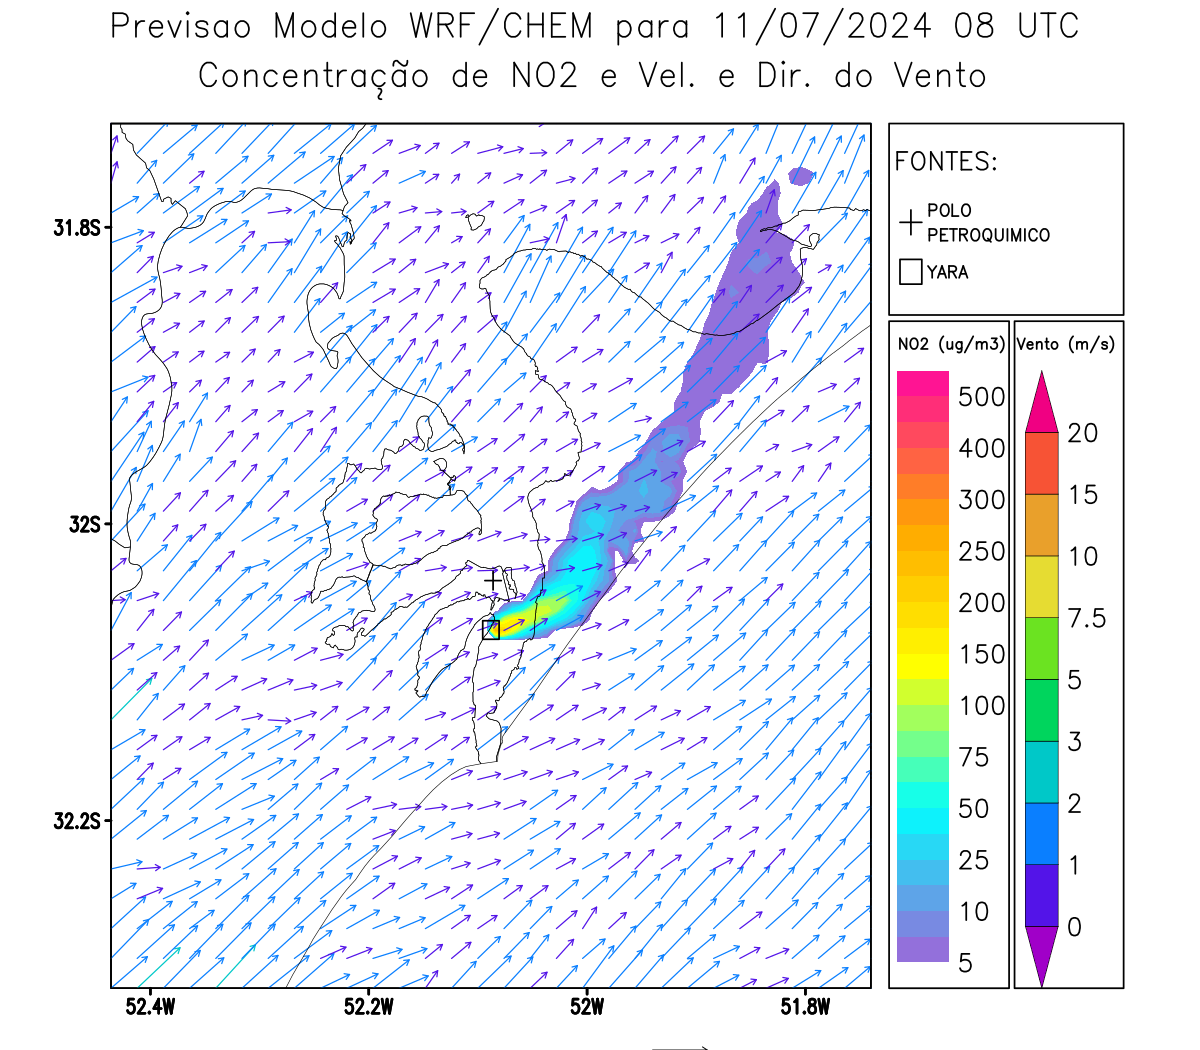 Previsao Modelo WRF/CHEM para 11/07/2024 08 UTC
Concentração de NO2 e Vel. e Dir. do Vento
FONTES:
POLO
PETROQUIMICO
YARA
NO2 (ug/m3)
500
400
300
250
200
150
100
75
50
25
10
5
Vento (m/s)
20
15
10
7.5
5
3
2
1
0
31.8S
32S
32.2S
52.4W
52.2W
52W
51.8W